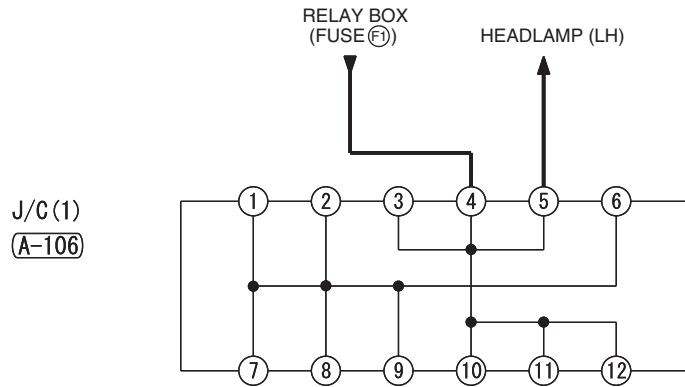 RELAY BOX
(FUSE F1)
HEADLAMP (LH)
1 2 3 4 5 6
J/C(1)
A-106
7 8 9 10 11 12